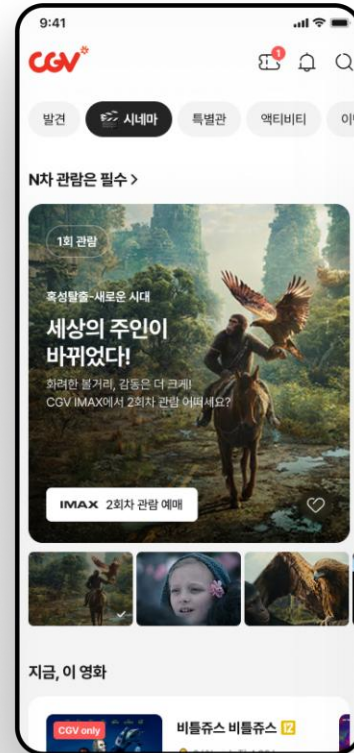 9:41
CGV
1
발견
시네마
특별관
액티비티
N차 관람은 필수 >
1회 관람
혹성탈출-새로운 시대
세상의 주인이
바뀌었다!
화려한 볼거리, 감동은 더 크게!
CGV IMAX에서 2회차 관람 어떠세요?
IMAX 2회차 관람 예매
지금, 이 영화
CGV only
비틀쥬스 비틀쥬스 12